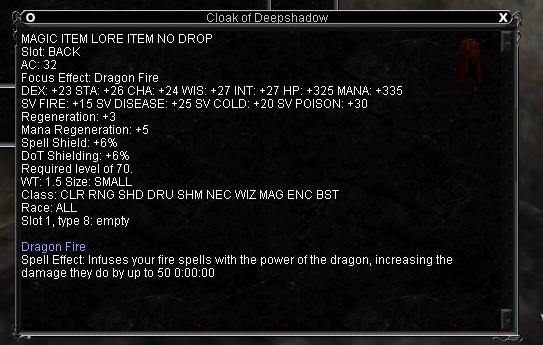 O Cloak of Deepshadow X
MAGIC ITEM LORE ITEM NO DROP
Slot: BACK
AC: 32
Focus Effect: Dragon Fire
DEX: +23 STA: +26 CHA: +24 WIS: +27 INT: +27 HP: +325 MANA: +335
SV FIRE: +15 SV DISEASE: +25 SV COLD: +20 SV POISON: +30
Regeneration: +3
Mana Regeneration: +5
Spell Shield: +6%
DoT Shielding: +6%
Required level of 70.
WT: 1.5 Size: SMALL
Class: CLR RNG SHD DRU SHM NEC WIZ MAG ENC BST
Race: ALL
Slot 1, type 8: empty
Dragon Fire
Spell Effect: Infuses your fire spells with the power of the dragon, increasing the
damage they do by up to 50 0:00:00